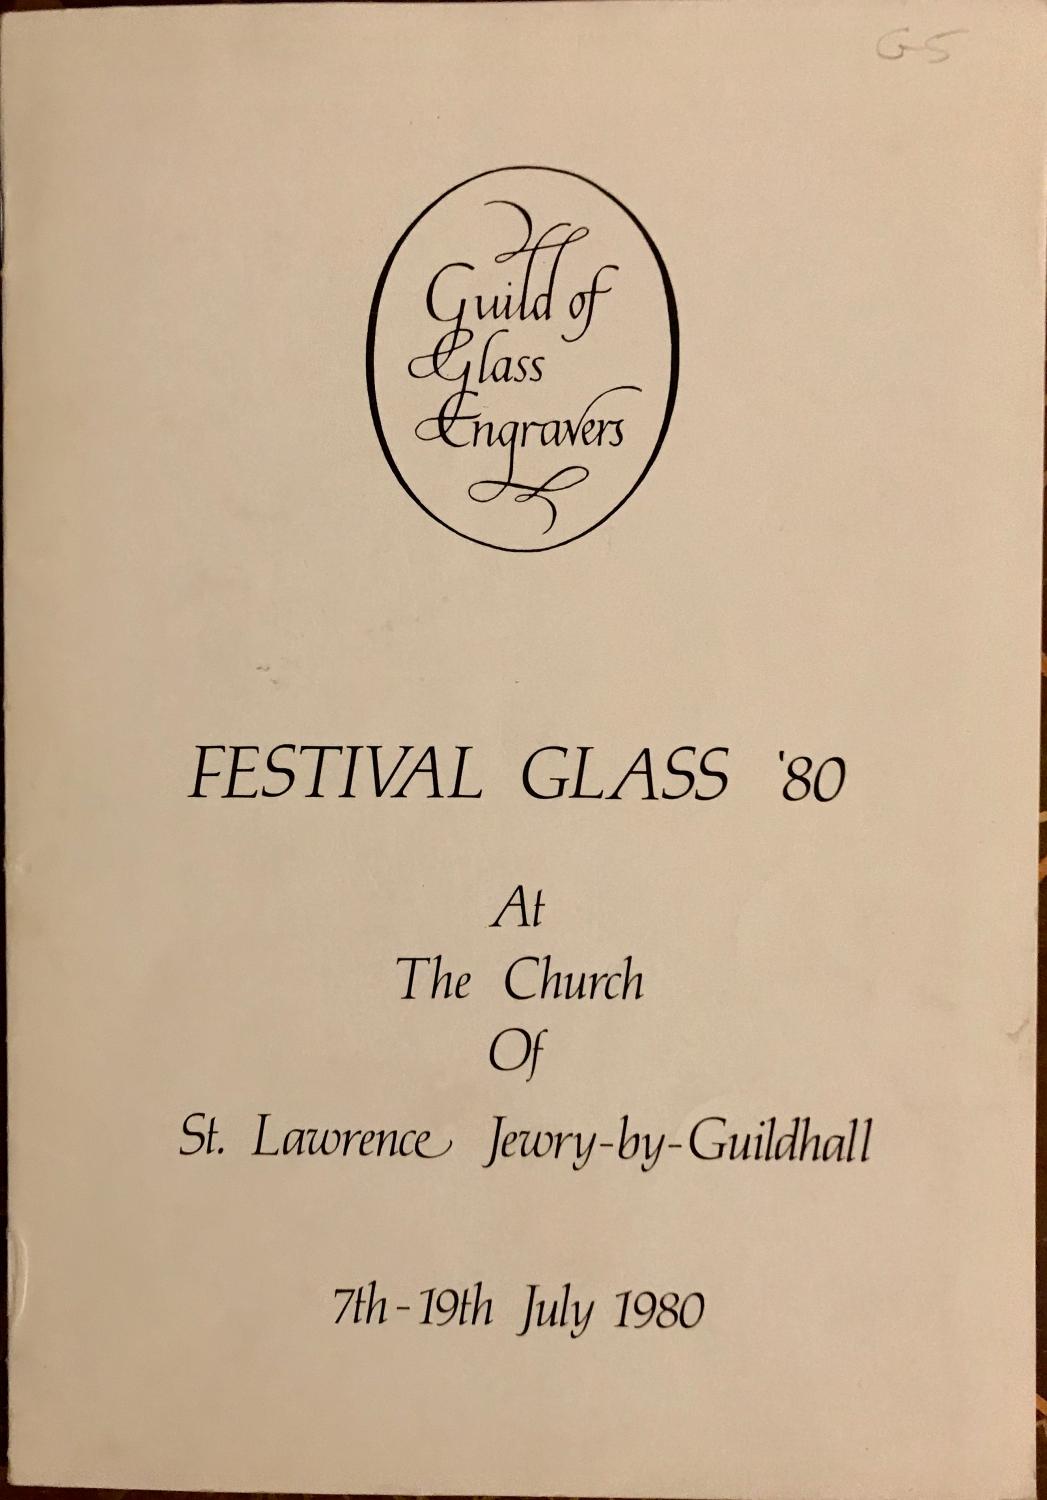 G5
Guild of
Glass
Engravers
FESTIVAL GLASS '80
At
The Church
Of
St. Lawrence Jewry-by-Guildhall
7th-19th July 1980